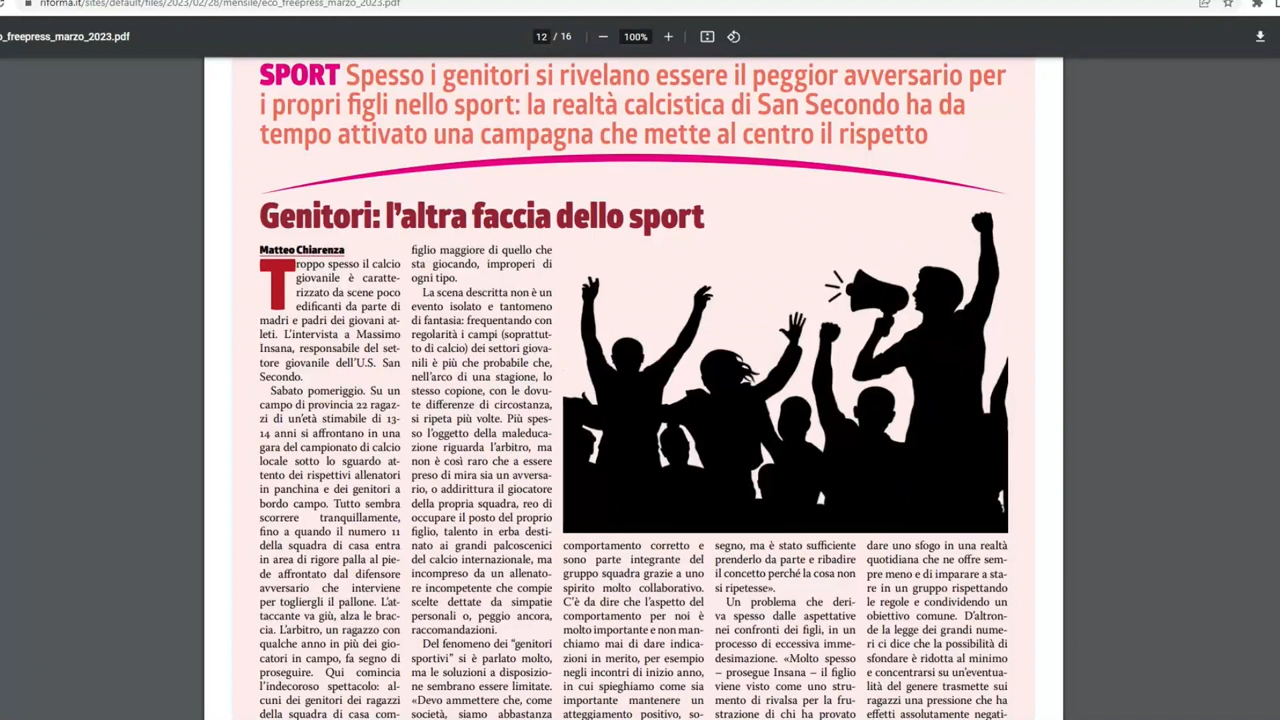 riforma.it/sites/default/files/2023/02/28/mensile/eco_freepress_marzo_2023.pdf
o_freepress_marzo_2023.pdf
12 / 16
100%
SPORT Spesso i genitori si rivelano essere il peggior avversario per
i propri figli nello sport: la realtà calcistica di San Secondo ha da
tempo attivato una campagna che mette al centro il rispetto
Genitori: l'altra faccia dello sport
Matteo Chiarenza
Troppo spesso il calcio
giovanile è caratte-
rizzato da scene poco
edificanti da parte di
madri e padri dei giovani at-
leti. L'intervista a Massimo
Insana, responsabile del set-
tore giovanile dell'U.S. San
Secondo.
Sabato pomeriggio. Su un
campo di provincia 22 ragaz-
zi di un'età stimabile di 13-
14 anni si affrontano in una
gara del campionato di calcio
locale sotto lo sguardo at-
tento dei rispettivi allenatori
in panchina e dei genitori a
bordo campo. Tutto sembra
scorrere tranquillamente,
fino a quando il numero 11
della squadra di casa entra
in area di rigore palla al pie-
de affrontato dal difensore
avversario che interviene
per togliergli il pallone. L'at-
taccante va giù, alza le brac-
cia. L'arbitro, un ragazzo con
qualche anno in più dei gio-
catori in campo, fa segno di
proseguire. Qui comincia
l'indecoroso spettacolo: al-
cuni dei genitori dei ragazzi
della squadra di casa com-
figlio maggiore di quello che
sta giocando, improperi di
ogni tipo.
La scena descritta non è un
evento isolato e tantomeno
di fantasia: frequentando con
regolarità i campi (soprattut-
to di calcio) dei settori giova-
nili è più che probabile che,
nell'arco di una stagione, lo
stesso copione, con le dovu-
te differenze di circostanza,
si ripeta più volte. Più spes-
so l'oggetto della maleduca-
zione riguarda l'arbitro, ma
non è così raro che a essere
preso di mira sia un avversa-
rio, o addirittura il giocatore
della propria squadra, reo di
occupare il posto del proprio
figlio, talento in erba desti-
nato ai grandi palcoscenici
del calcio internazionale, ma
incompreso da un allenato-
re incompetente che compie
scelte dettate da simpatie
personali o, peggio ancora,
raccomandazioni.
Del fenomeno dei "genitori
sportivi" si è parlato molto,
ma le soluzioni a disposizio-
ne sembrano essere limitate.
«Devo ammettere che, come
società, siamo abbastanza
comportamento corretto e
sono parte integrante del
gruppo squadra grazie a uno
spirito molto collaborativo.
C'è da dire che l'aspetto del
comportamento per noi è
molto importante e non man-
chiamo mai di dare indica-
zioni in merito, per esempio
negli incontri di inizio anno,
in cui spieghiamo come sia
importante mantenere un
atteggiamento positivo, so-
segno, ma è stato sufficiente
prenderlo da parte e ribadire
il concetto perché la cosa non
si ripetesse».
Un problema che deri-
va spesso dalle aspettative
nei confronti dei figli, in un
processo di eccessiva imme-
desimazione. «Molto spesso
– prosegue Insana – il figlio
viene visto come uno stru-
mento di rivalsa per la fru-
strazione di chi ha provato
dare uno sfogo in una realtà
quotidiana che ne offre sem-
pre meno e di imparare a sta-
re in un gruppo rispettando
le regole e condividendo un
obiettivo comune. D'altron-
de la legge dei grandi nume-
ri ci dice che la possibilità di
sfondare è ridotta al minimo
e concentrarsi su un'eventua-
lità del genere trasmette sui
ragazzi una pressione che ha
effetti assolutamente negati-